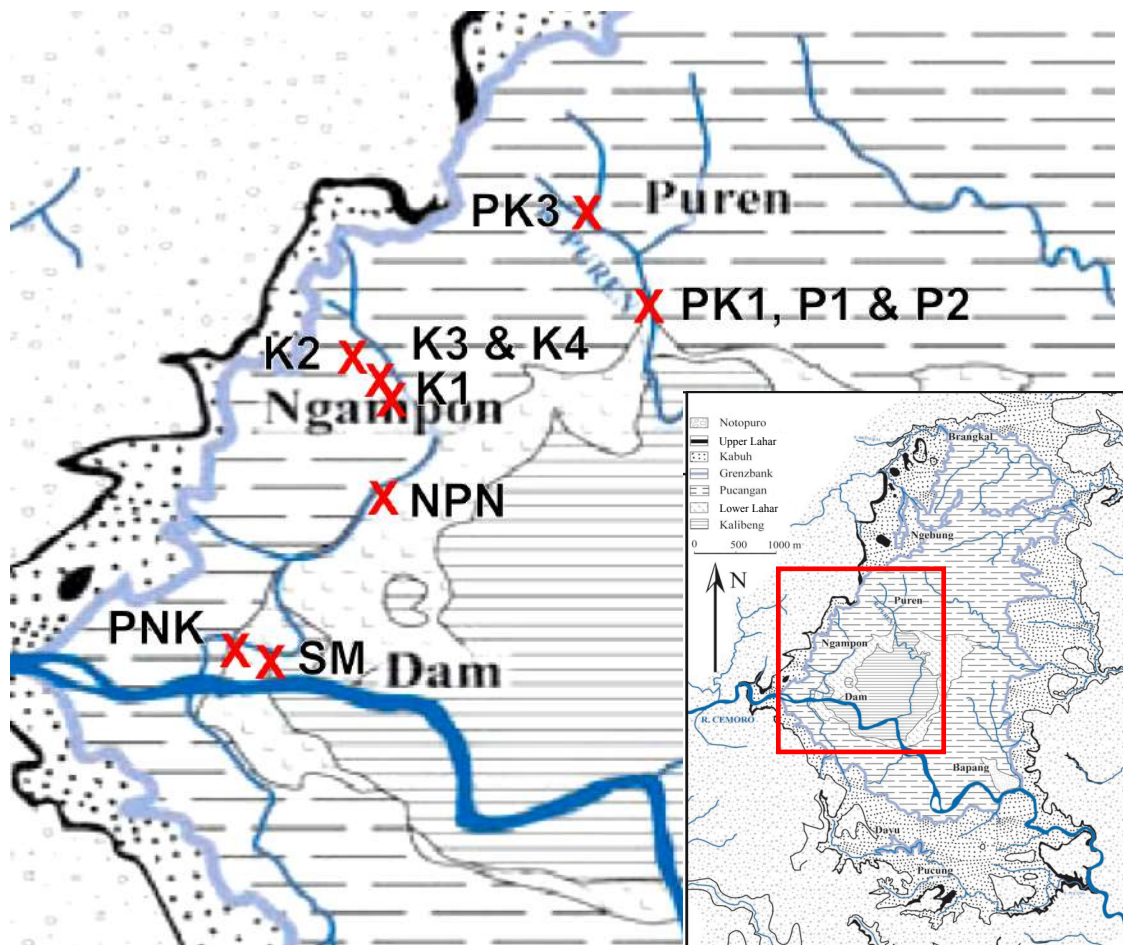 PK3
Puren
PUREN
PK1, P1 & P2
K2
K3 & K4
K1
Ngampon
NPN
PNK
SM
Dam
Notopuro
Upper Lahar
Kabuh
Grenzbank
Pucangan
Lower Lahar
Kalibeng
0 500 1000 m
N
Brangkal
Ngebung
Puren
Ngampon
Dam
R. CEMORO
Bapang
Dayu
Pucung